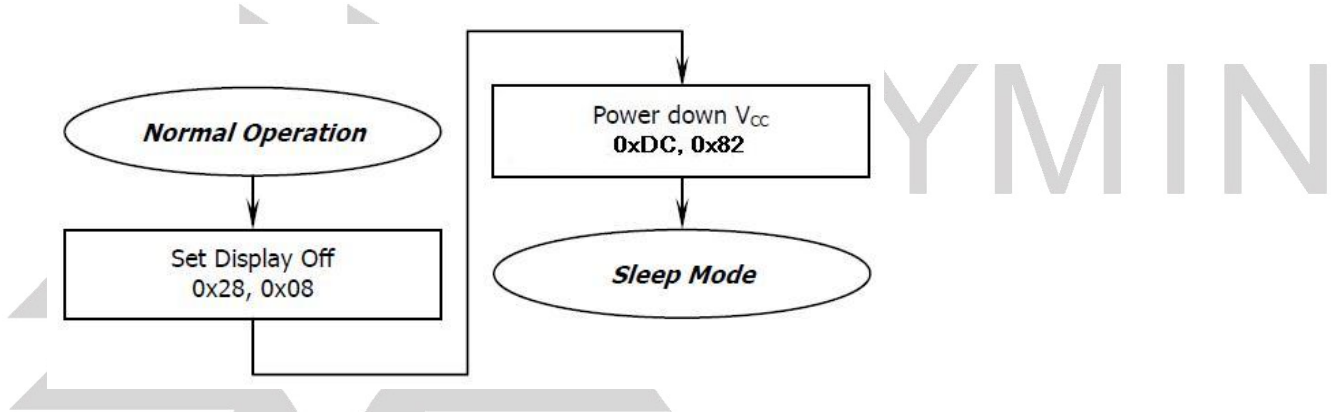 Normal Operation
Set Display Off
0x28, 0x08
Power down VCC
0xDC, 0x82
Sleep Mode
YMIN